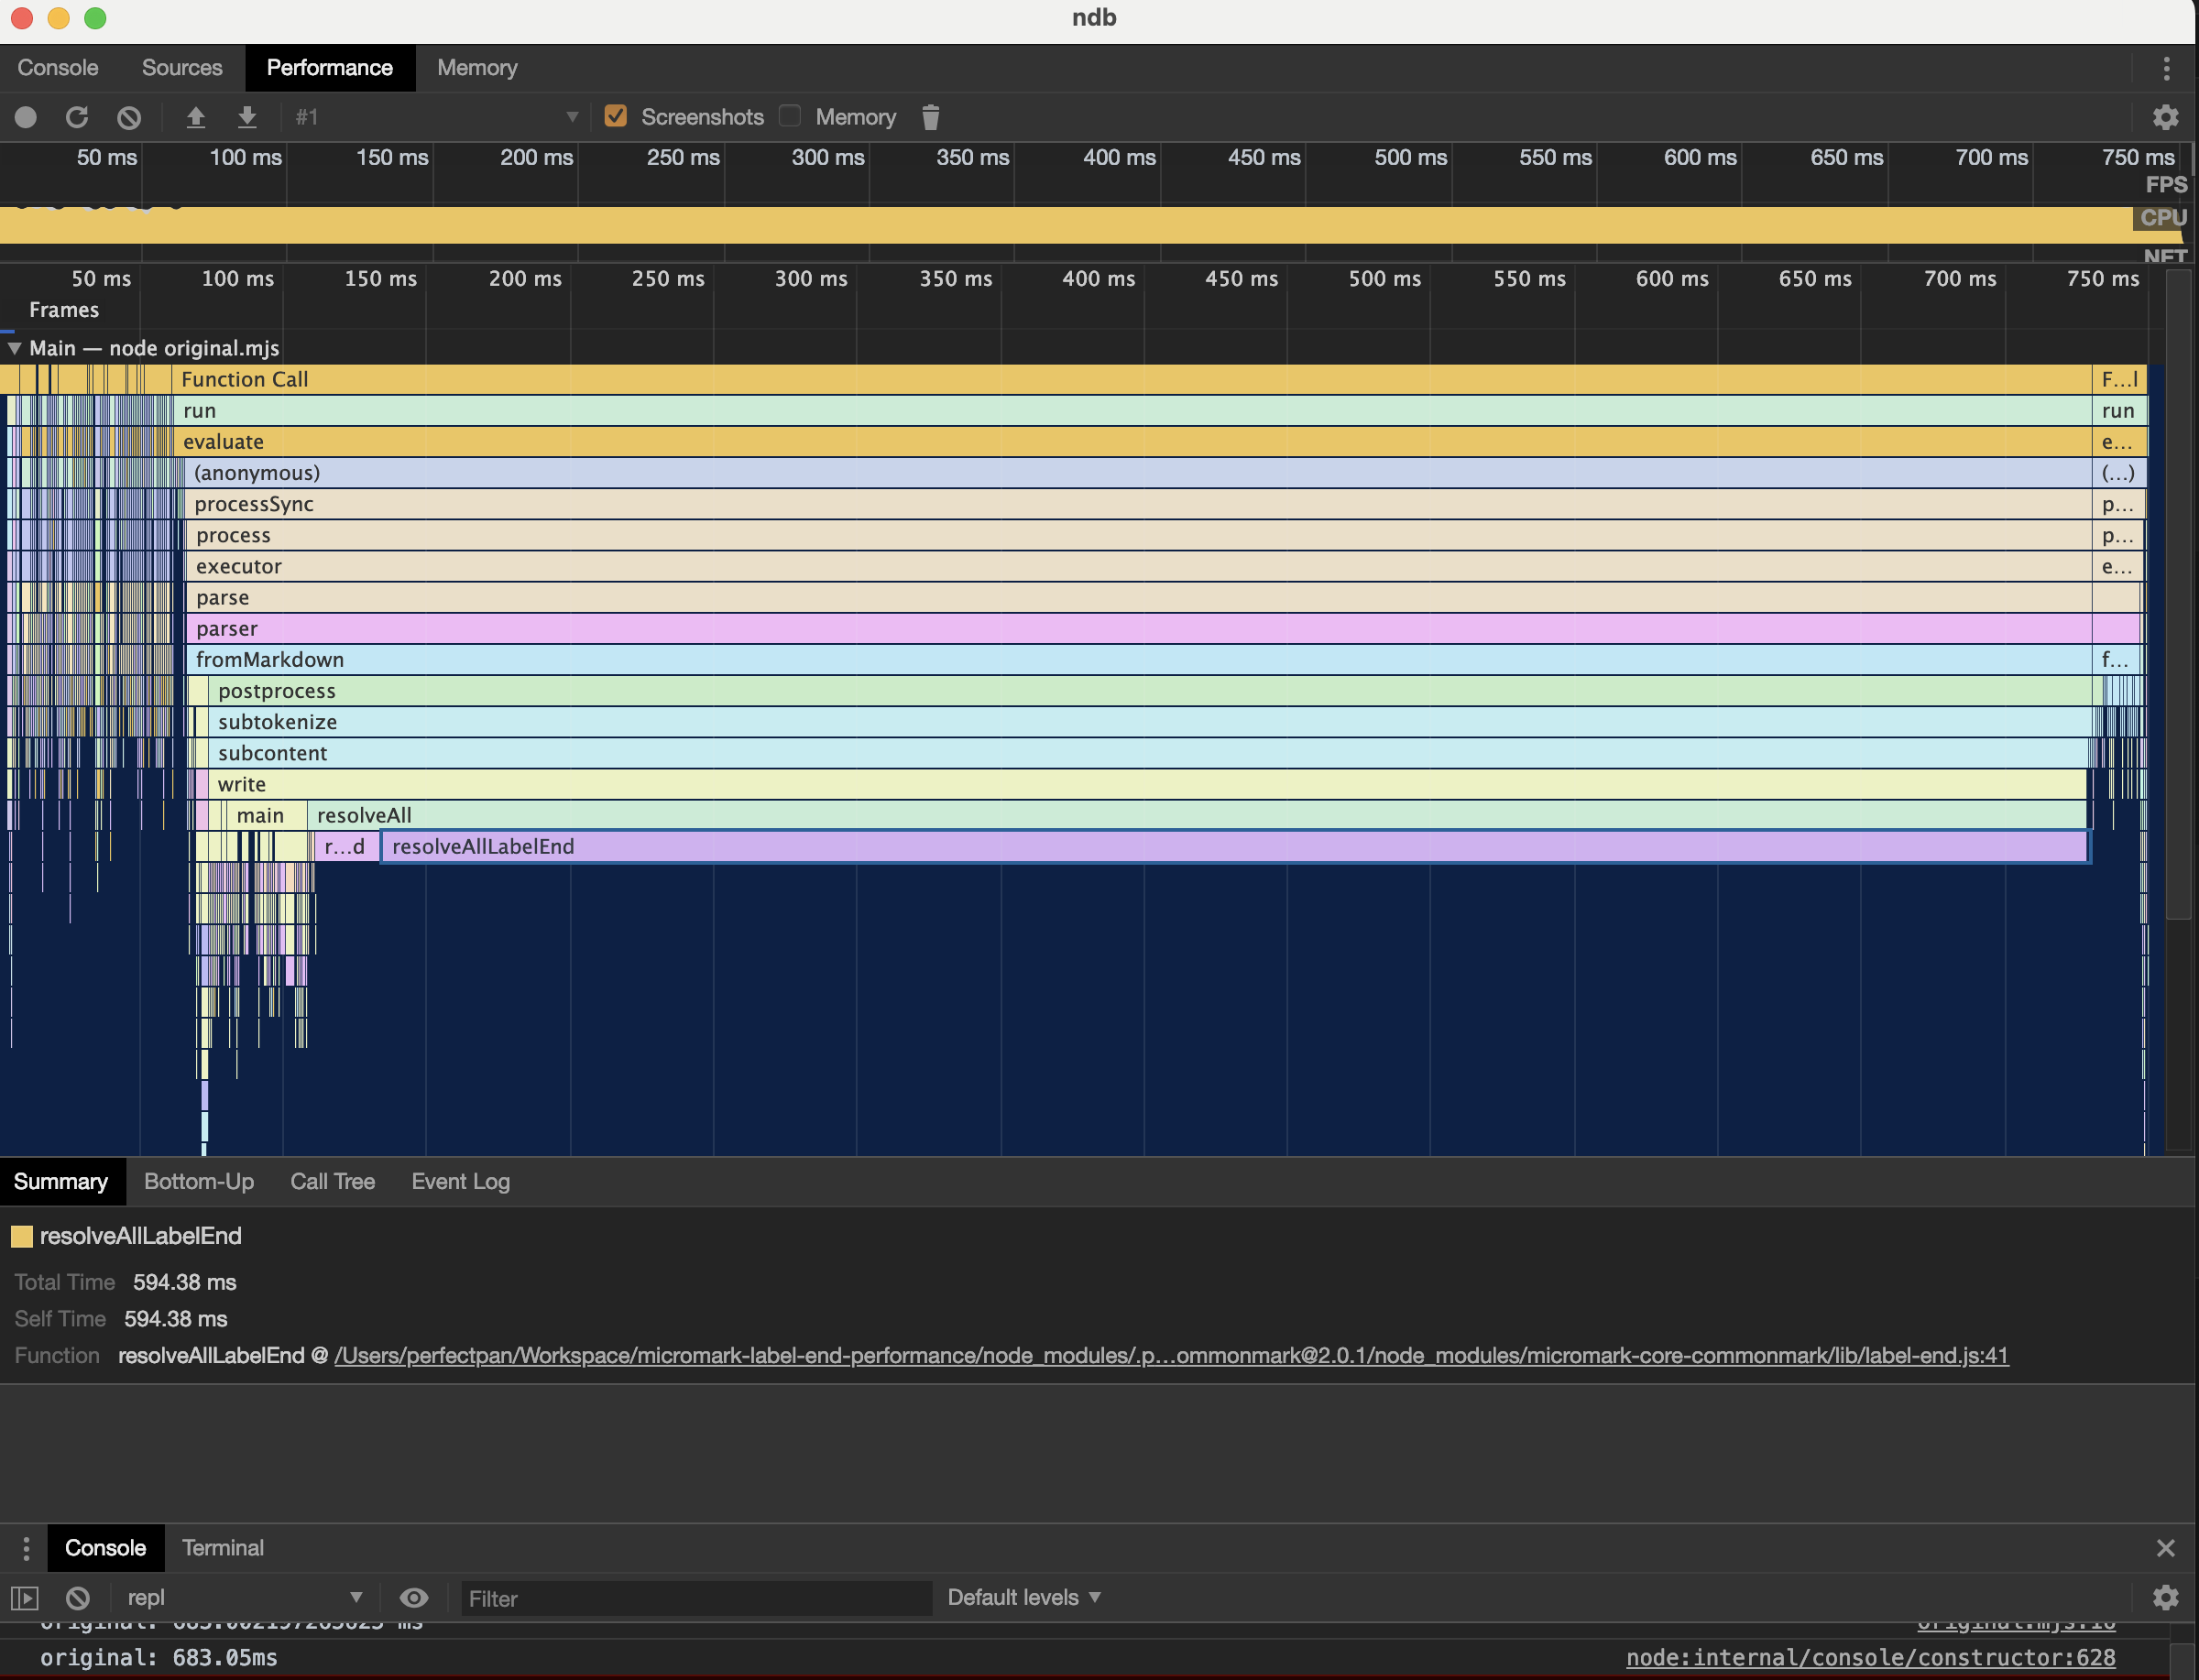 ndb
Console Sources Performance Memory
#1 Screenshots Memory
50 ms 100 ms 150 ms 200 ms 250 ms 300 ms 350 ms 400 ms 450 ms 500 ms 550 ms 600 ms 650 ms 700 ms 750 ms
FPS
CPU
NET
50 ms 100 ms 150 ms 200 ms 250 ms 300 ms 350 ms 400 ms 450 ms 500 ms 550 ms 600 ms 650 ms 700 ms 750 ms
Frames
Main — node original.mjs
Function Call F...l
run run
evaluate e...
(anonymous) (...)
processSync p...
process p...
executor e...
parse
parser
fromMarkdown f...
postprocess
subtokenize
subcontent
write
main resolveAll
r...d resolveAllLabelEnd
Summary Bottom-Up Call Tree Event Log
resolveAllLabelEnd
Total Time 594.38 ms
Self Time 594.38 ms
Function resolveAllLabelEnd @ /Users/perfectpan/Workspace/micromark-label-end-performance/node_modules/.p…ommonmark@2.0.1/node_modules/micromark-core-commonmark/lib/label-end.js:41
Console Terminal
repl Filter Default levels
original: 683.002197265625 ms original.mjs:16
original: 683.05ms node:internal/console/constructor:628